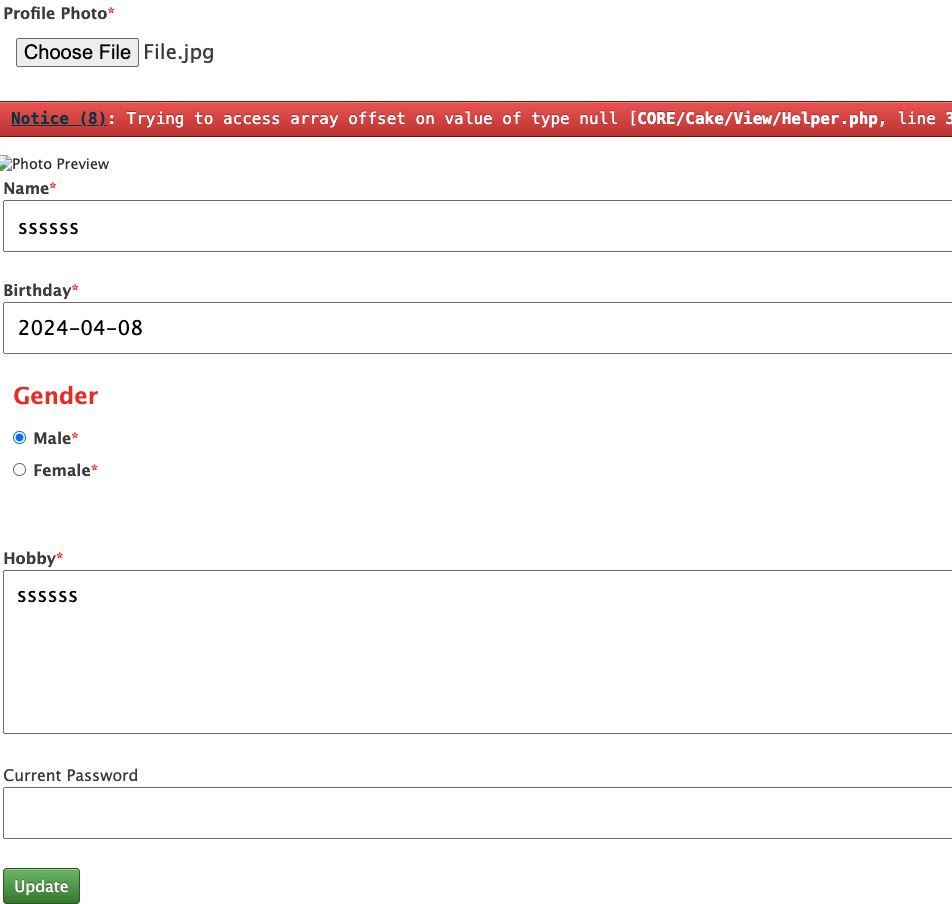 Profile Photo*
Choose File File.jpg
Notice (8): Trying to access array offset on value of type null [CORE/Cake/View/Helper.php, line 3
Photo Preview
Name*
ssssss
Birthday*
2024-04-08
Gender
Male*
Female*
Hobby*
ssssss
Current Password
Update